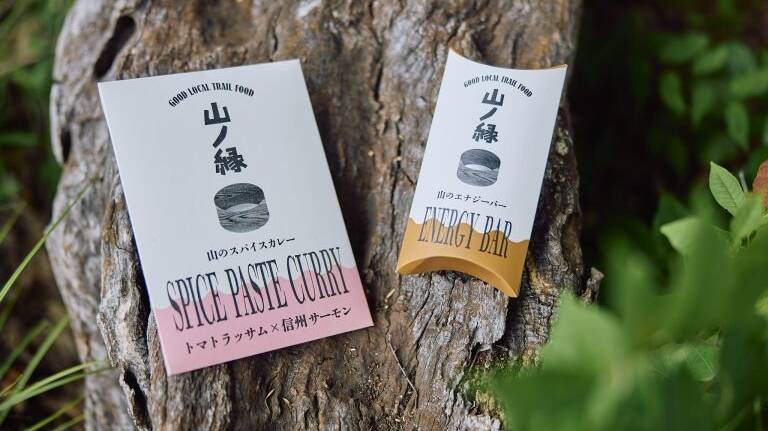 GOOD LOCAL TRAIL FOOD
山ノ縁
山のスパイスカレー
SPICE PASTE CURRY
トマトラッサム×信州サーモン
GOOD LOCAL TRAIL FOOD
山ノ縁
山のエナジーバー
ENERGY BAR